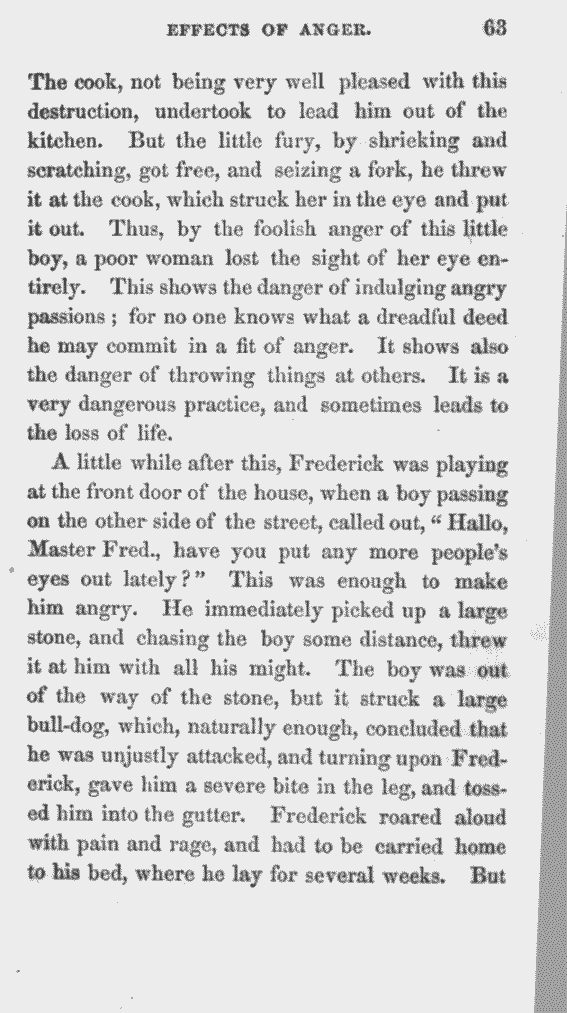 EFFECTS OF ANGER. 63
The cook, not being very well pleased with this
destruction, undertook to lead him out of the
kitchen. But the little fury, by shrieking and
scratching, got free, and seizing a fork, he threw
it at the cook, which struck her in the eye and put
it out. Thus, by the foolish anger of this little
boy, a poor woman lost the sight of her eye en-
tirely. This shows the danger of indulging angry
passions; for no one knows what a dreadful deed
he may commit in a fit of anger. It shows also
the danger of throwing things at others. It is a
very dangerous practice, and sometimes leads to
the loss of life.
A little while after this, Frederick was playing
at the front door of the house, when a boy passing
on the other side of the street, called out, “ Hallo,
Master Fred., have you put any more people's
eyes out lately?” This was enough to make
him angry. He immediately picked up a large
stone, and chasing the boy some distance, threw
it at him with all his might. The boy was out
of the way of the stone, but it struck a large
bull-dog, which, naturally enough, concluded that
he was unjustly attacked, and turning upon Fred-
erick, gave him a severe bite in the leg, and toss-
ed him into the gutter. Frederick roared aloud
with pain and rage, and had to be carried home
to his bed, where he lay for several weeks. But